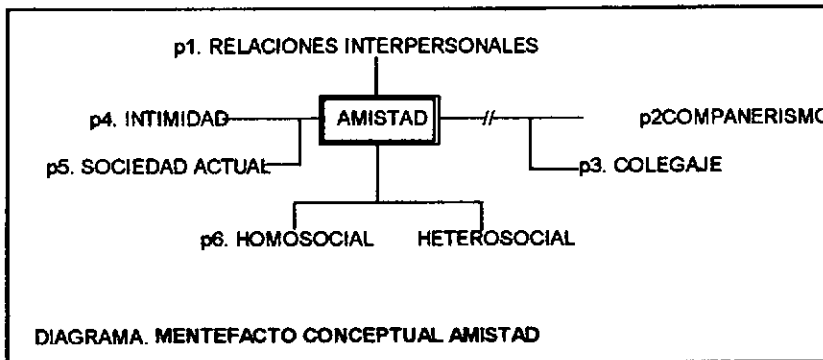 p1. RELACIONES INTERPERSONALES
p4. INTIMIDAD AMISTAD // p2COMPANERISMO
p5. SOCIEDAD ACTUAL p3. COLEGAJE
p6. HOMOSOCIAL HETEROSOCIAL
DIAGRAMA. MENTEFACTO CONCEPTUAL AMISTAD